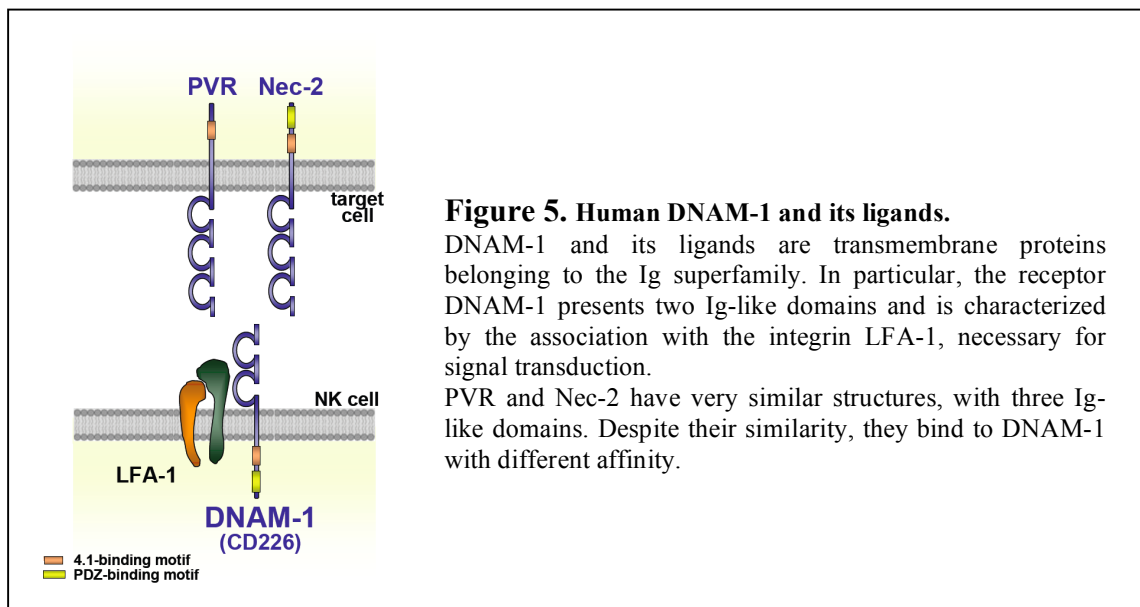 PVR Nec-2
target
cell
NK cell
LFA-1
DNAM-1
(CD226)
4.1-binding motif
PDZ-binding motif
Figure 5. Human DNAM-1 and its ligands.
DNAM-1 and its ligands are transmembrane proteins
belonging to the Ig superfamily. In particular, the receptor
DNAM-1 presents two Ig-like domains and is characterized
by the association with the integrin LFA-1, necessary for
signal transduction.
PVR and Nec-2 have very similar structures, with three Ig-
like domains. Despite their similarity, they bind to DNAM-1
with different affinity.